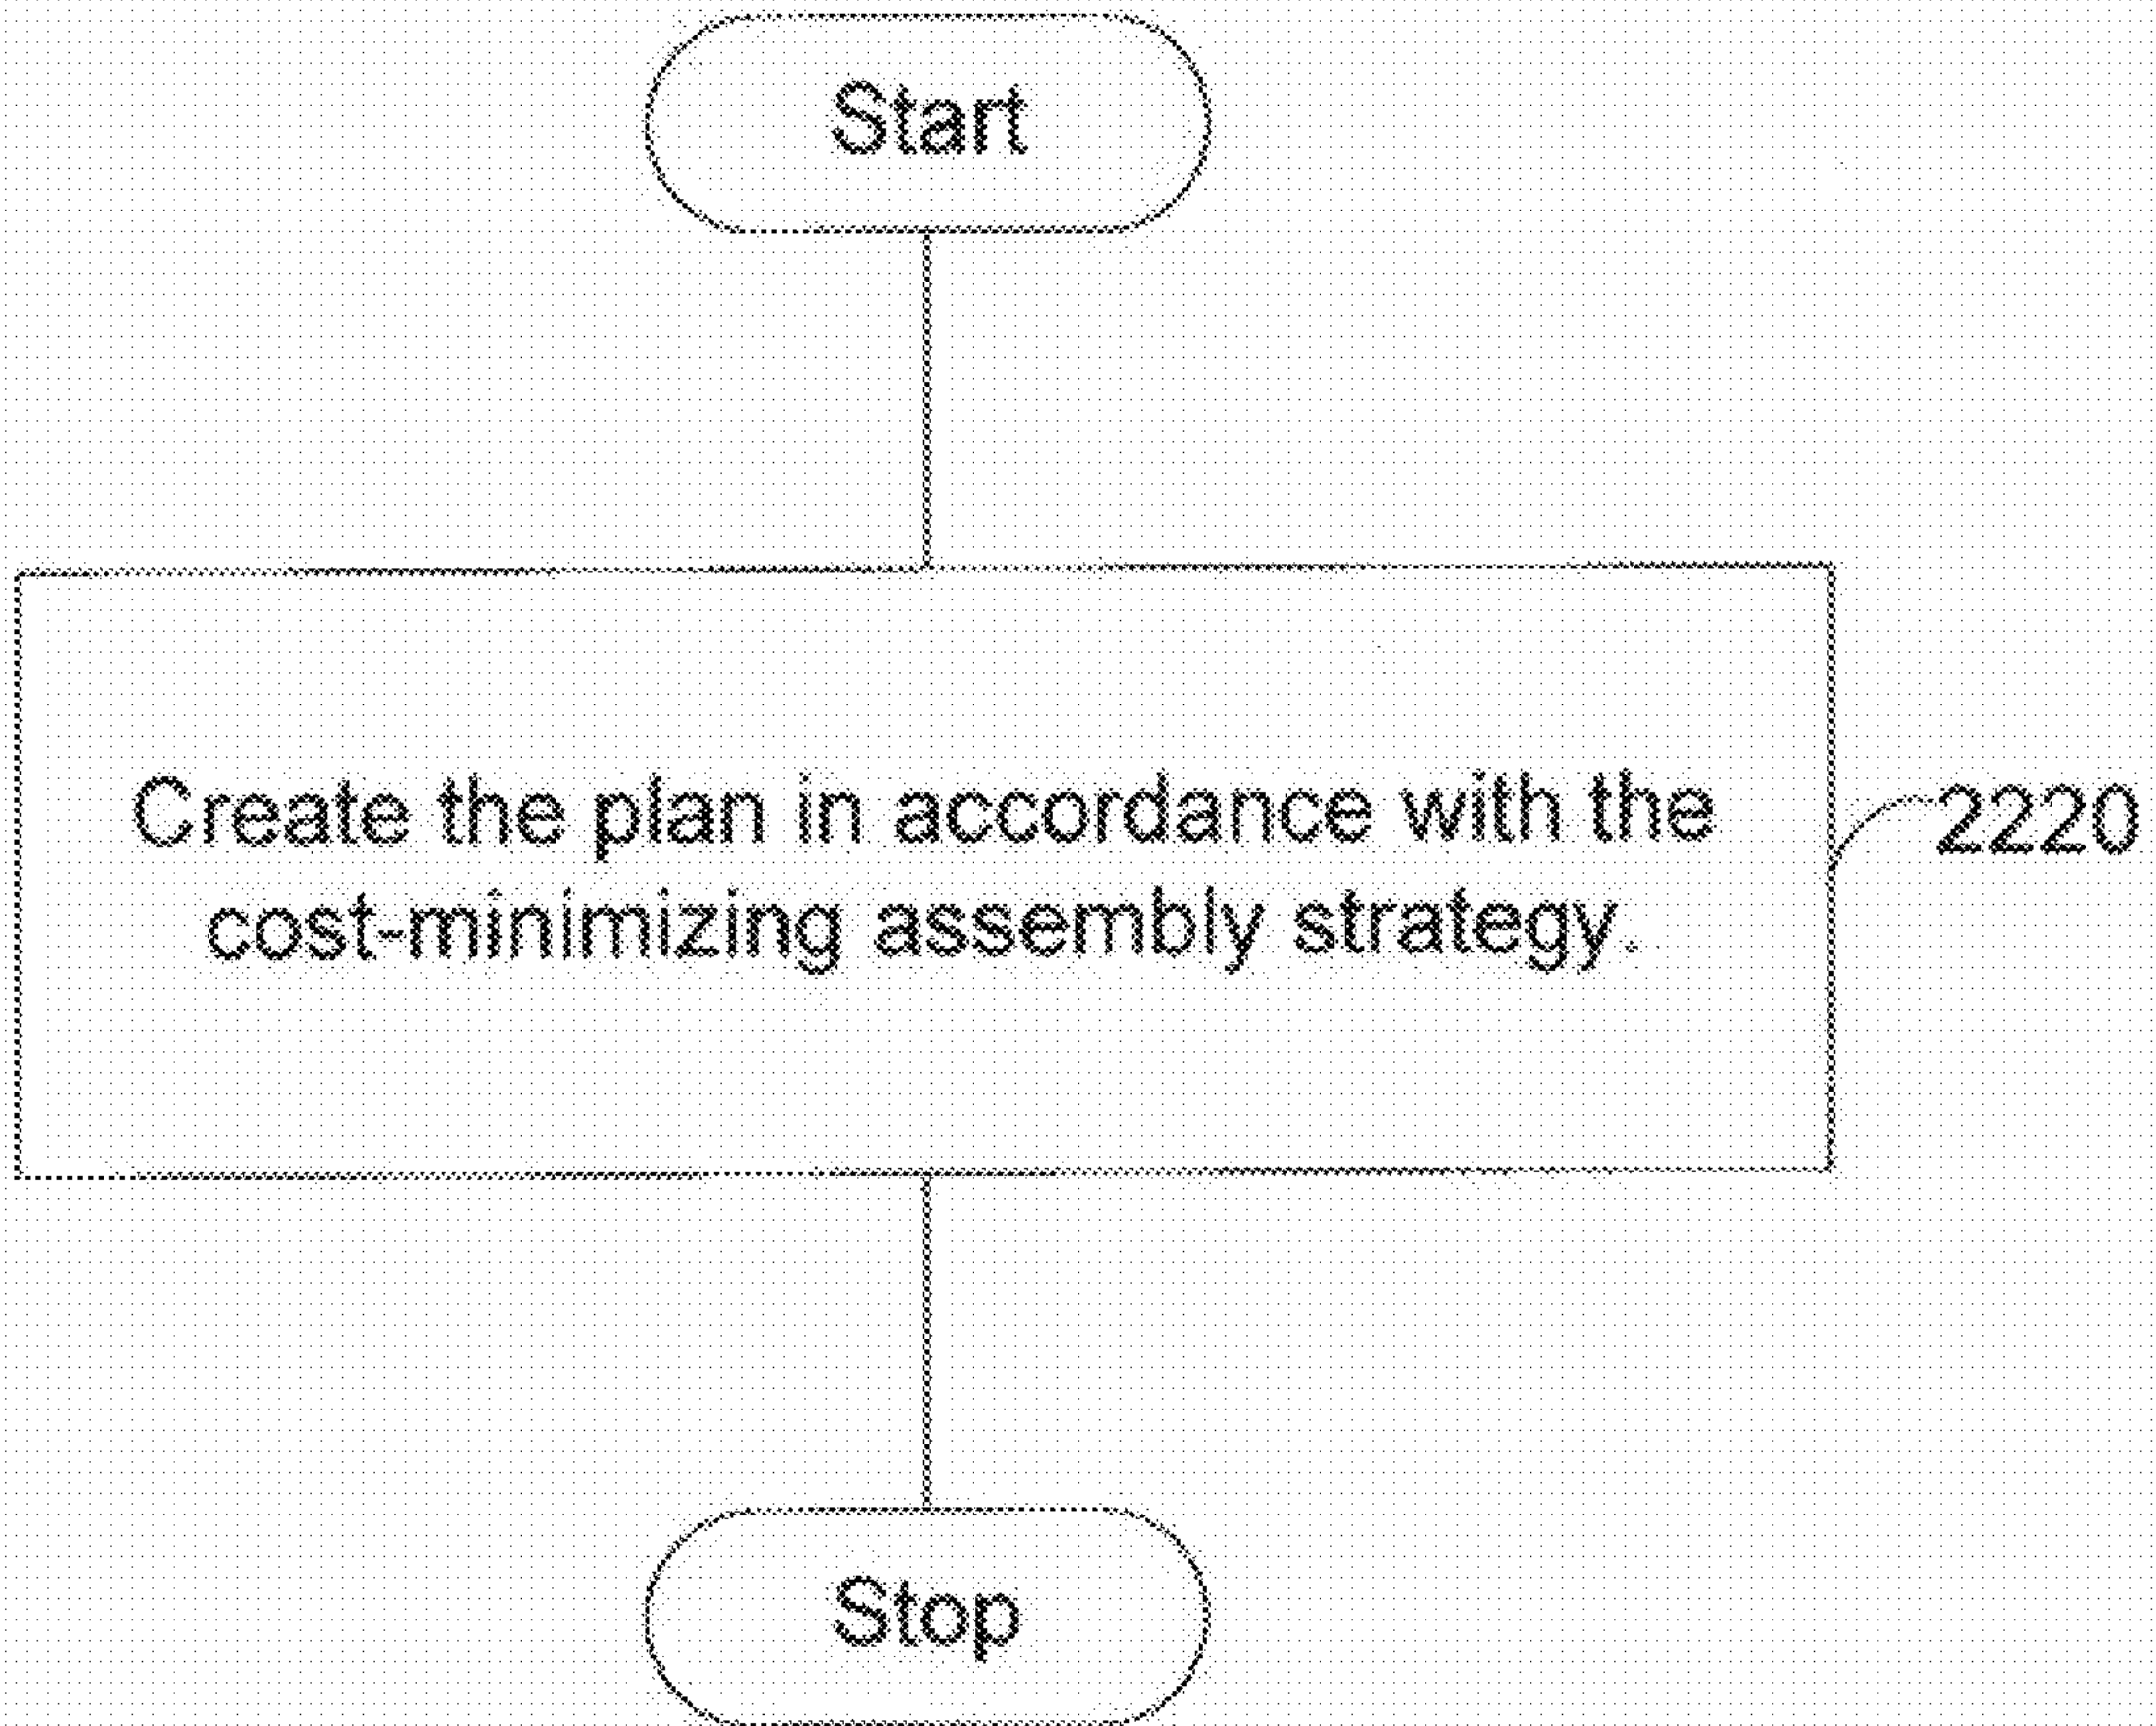 Start
Create the plan in accordance with the
cost-minimizing assembly strategy.
2220
Stop